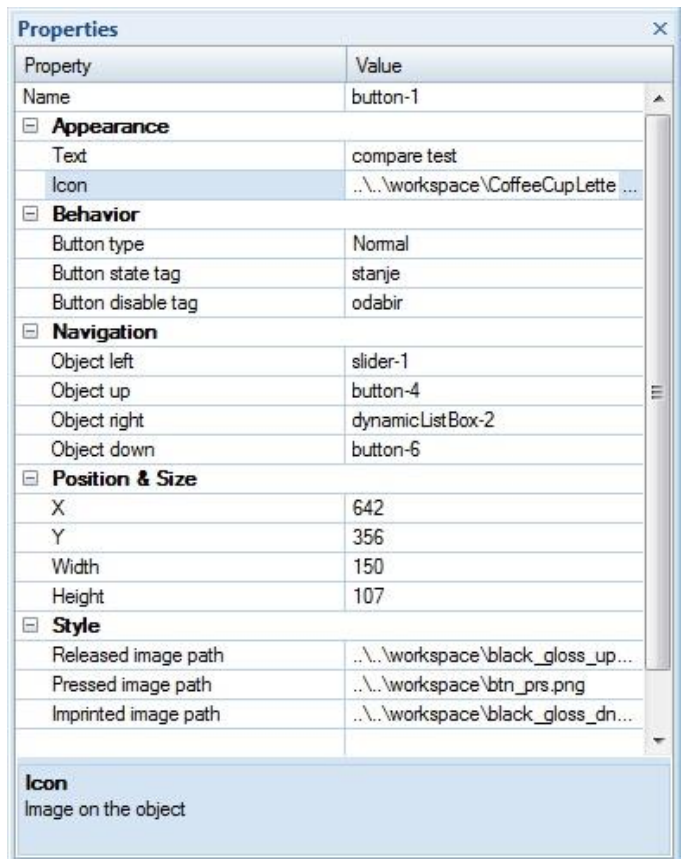 Properties
Property Value
Name button-1
Appearance
Text compare test
Icon ..\..\workspace\CoffeeCupLette ...
Behavior
Button type Normal
Button state tag stanje
Button disable tag odabir
Navigation
Object left slider-1
Object up button-4
Object right dynamicListBox-2
Object down button-6
Position & Size
X 642
Y 356
Width 150
Height 107
Style
Released image path ..\..\workspace\black_gloss_up...
Pressed image path ..\..\workspace\btn_prs.png
Imprinted image path ..\..\workspace\black_gloss_dn...
Icon
Image on the object